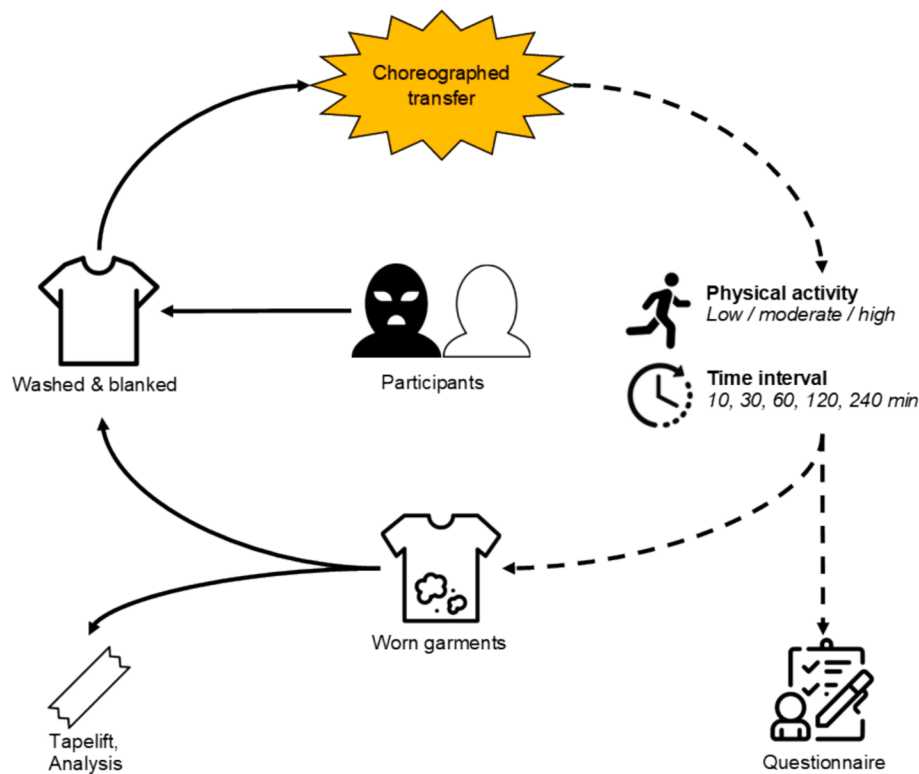 Choreographed
transfer
Physical activity
Low / moderate / high
Washed & blanked
Participants
Time interval
10, 30, 60, 120, 240 min
Worn garments
Tapelift,
Analysis
Questionnaire